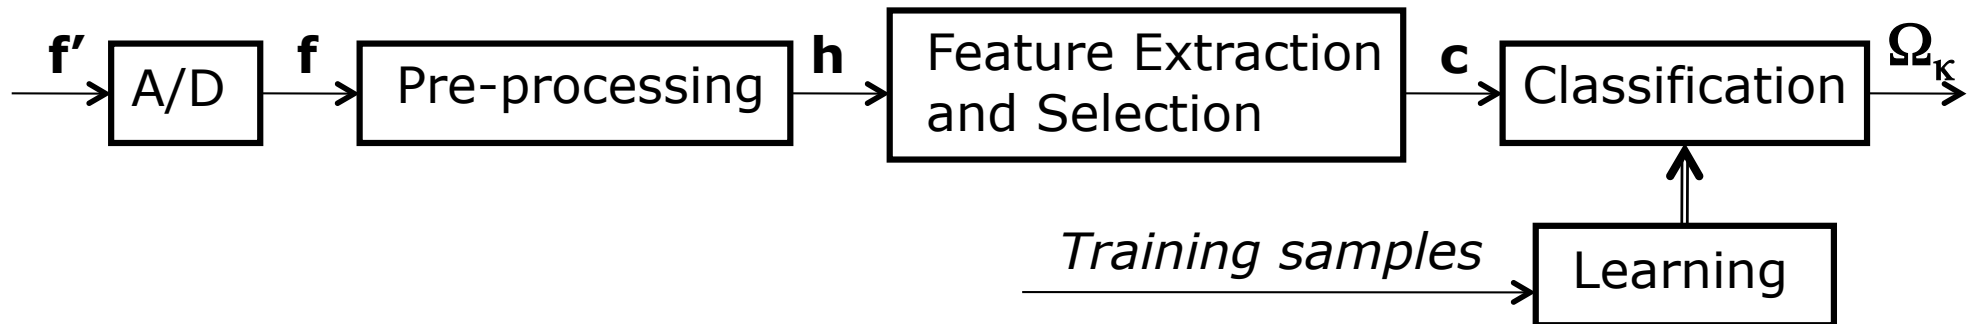 f′
A/D
f
Pre-processing
h
Feature Extraction
and Selection
c
Classification
Ωκ
Training samples
Learning